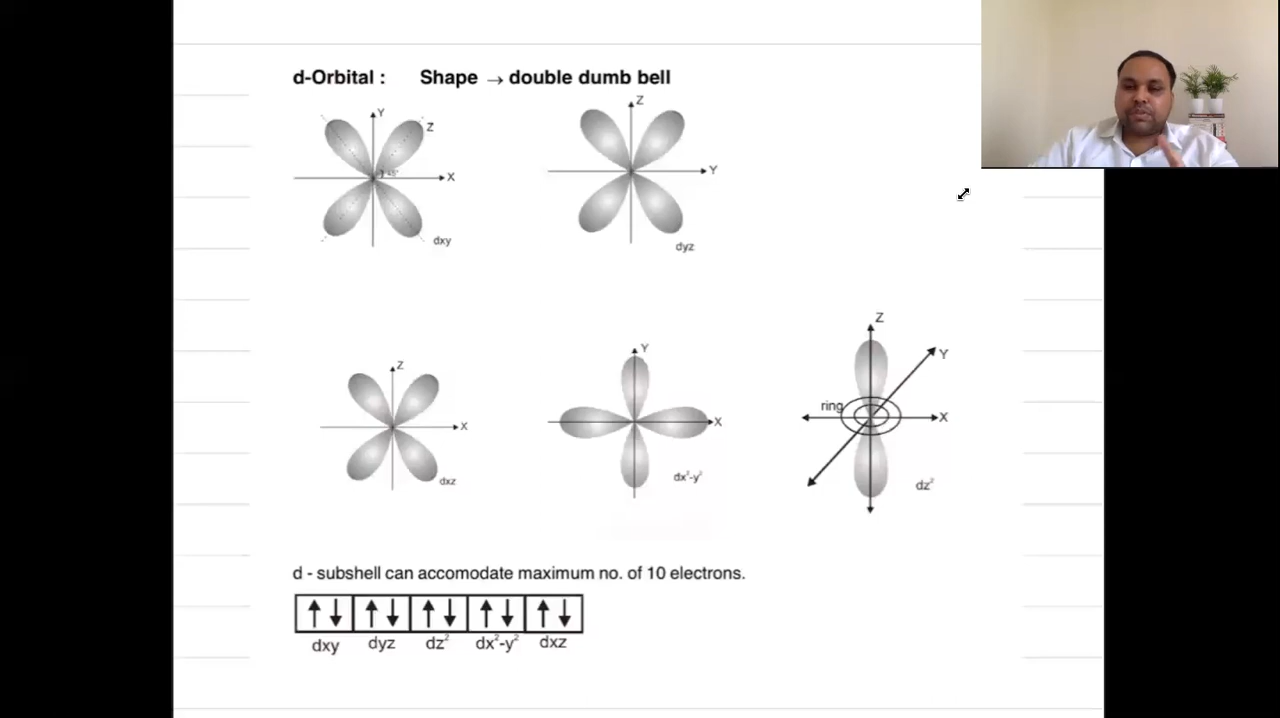 d-Orbital : Shape → double dumb bell
Y
Z
45°
X
dxy
Z
Y
dyz
Z
X
dxz
Y
X
dx²-y²
Z
Y
ring
X
dz²
d - subshell can accomodate maximum no. of 10 electrons.
dxy dyz dz² dx²-y² dxz